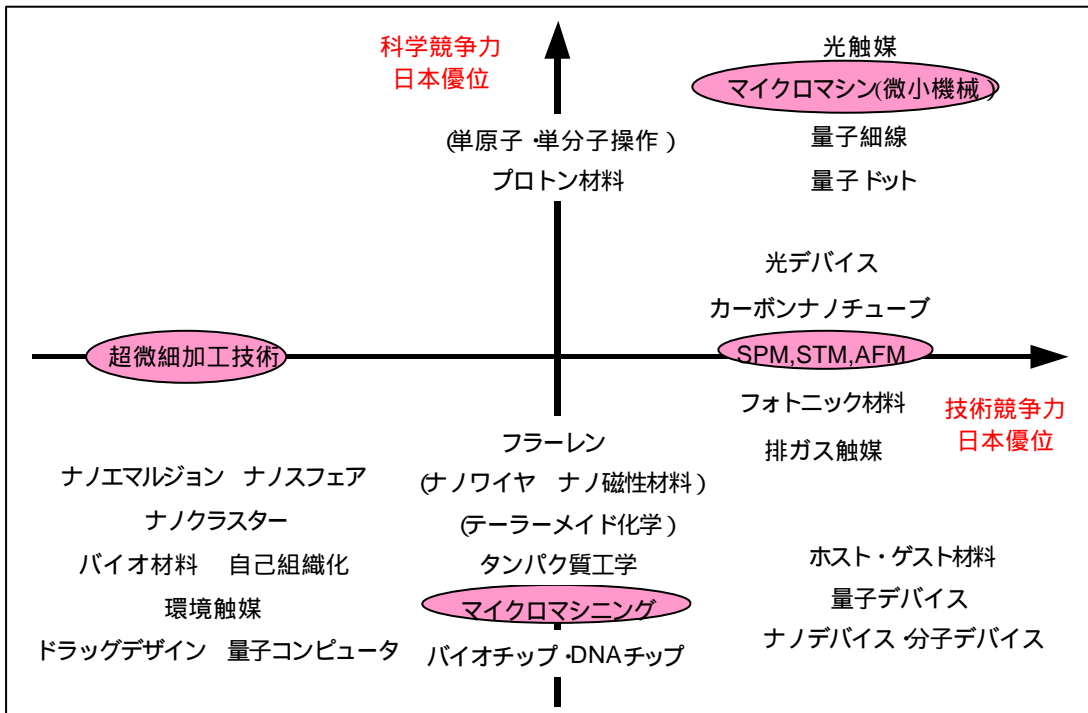 科学競争力
日本優位
光触媒
マイクロマシン(微小機械)
(単原子・単分子操作)
量子細線
プロトン材料
量子ドット
光デバイス
カーボンナノチューブ
超微細加工技術
SPM,STM,AFM
フォトニック材料
技術競争力
日本優位
フラーレン
排ガス触媒
ナノエマルジョン ナノスフェア
(ナノワイヤ ナノ磁性材料)
ナノクラスター
(テーラーメイド化学)
バイオ材料 自己組織化
タンパク質工学
ホスト・ゲスト材料
環境触媒
マイクロマシニング
量子デバイス
ドラッグデザイン 量子コンピュータ
バイオチップ・DNAチップ
ナノデバイス・分子デバイス